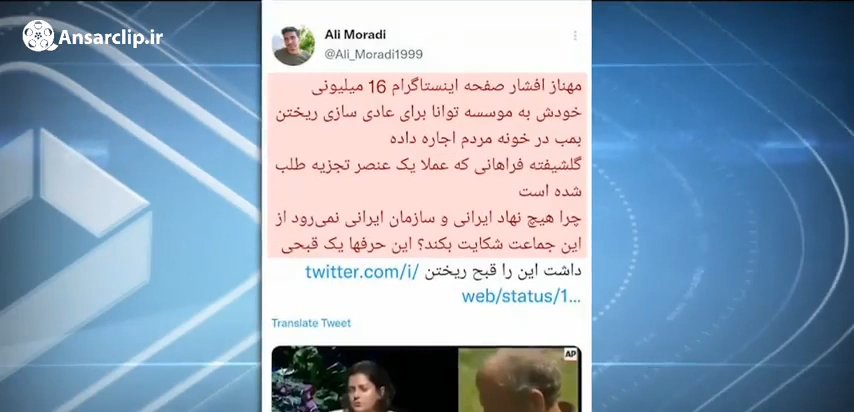 Ansarclip.ir
Ali Moradi
@Ali_Moradi1999
مهناز افشار صفحه اینستاگرام 16 میلیونی
خودش به موسسه توانا برای عادی سازی ریختن
بمب در خونه مردم اجاره داده
گلشیفته فراهانی که عملا یک عنصر تجزیه طلب
شده است
چرا هیچ نهاد ایرانی و سازمان ایرانی نمی‌رود از
این جماعت شکایت بکند؟ این حرفها یک قبحی
داشت این را قبح ریختن twitter.com/i/
web/status/1...
Translate Tweet
AP